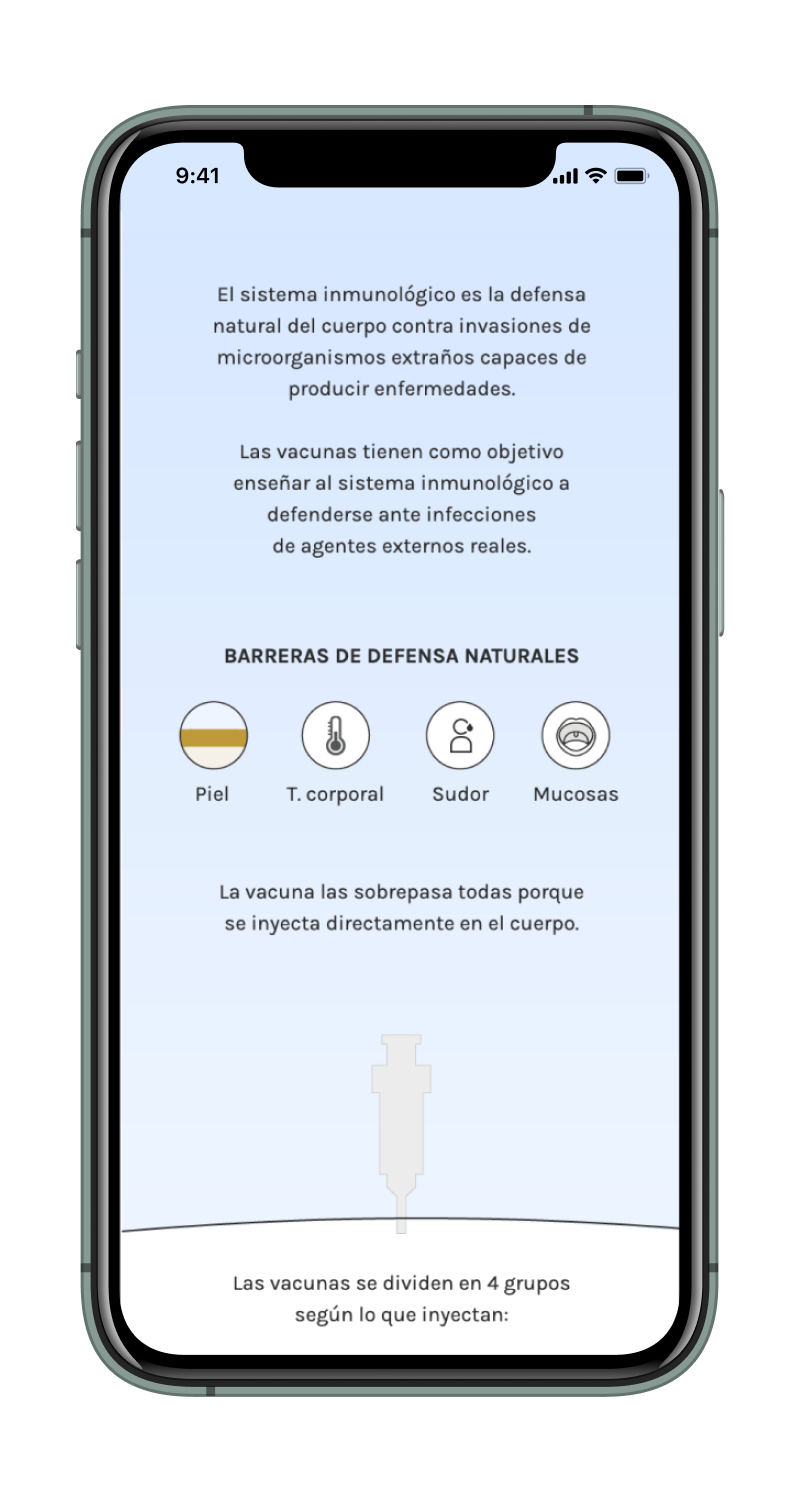 9:41
El sistema inmunológico es la defensa
natural del cuerpo contra invasiones de
microorganismos extraños capaces de
producir enfermedades.
Las vacunas tienen como objetivo
enseñar al sistema inmunológico a
defenderse ante infecciones
de agentes externos reales.
BARRERAS DE DEFENSA NATURALES
Piel T. corporal Sudor Mucosas
La vacuna las sobrepasa todas porque
se inyecta directamente en el cuerpo.
Las vacunas se dividen en 4 grupos
según lo que inyectan: